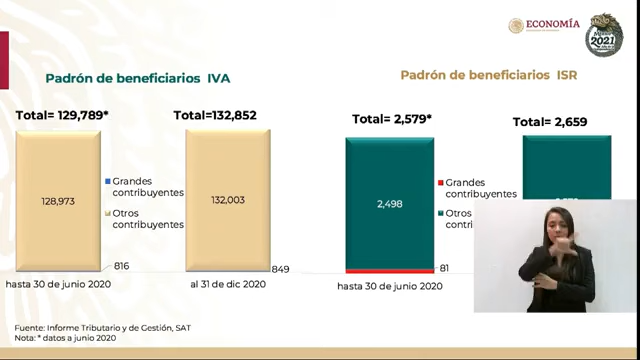 ECONOMÍA
México
2021
Padrón de beneficiarios IVA
Padrón de beneficiarios ISR
Total= 129,789*
Total=132,852
Total= 2,579*
Total= 2,659
128,973
Grandes
contribuyentes
Otros
contribuyentes
132,003
2,498
Grandes
contribuyentes
Otros
816
849
81
hasta 30 de junio 2020
al 31 de dic 2020
hasta 30 de junio 2020
Fuente: Informe Tributario y de Gestión, SAT
Nota: * datos a junio 2020